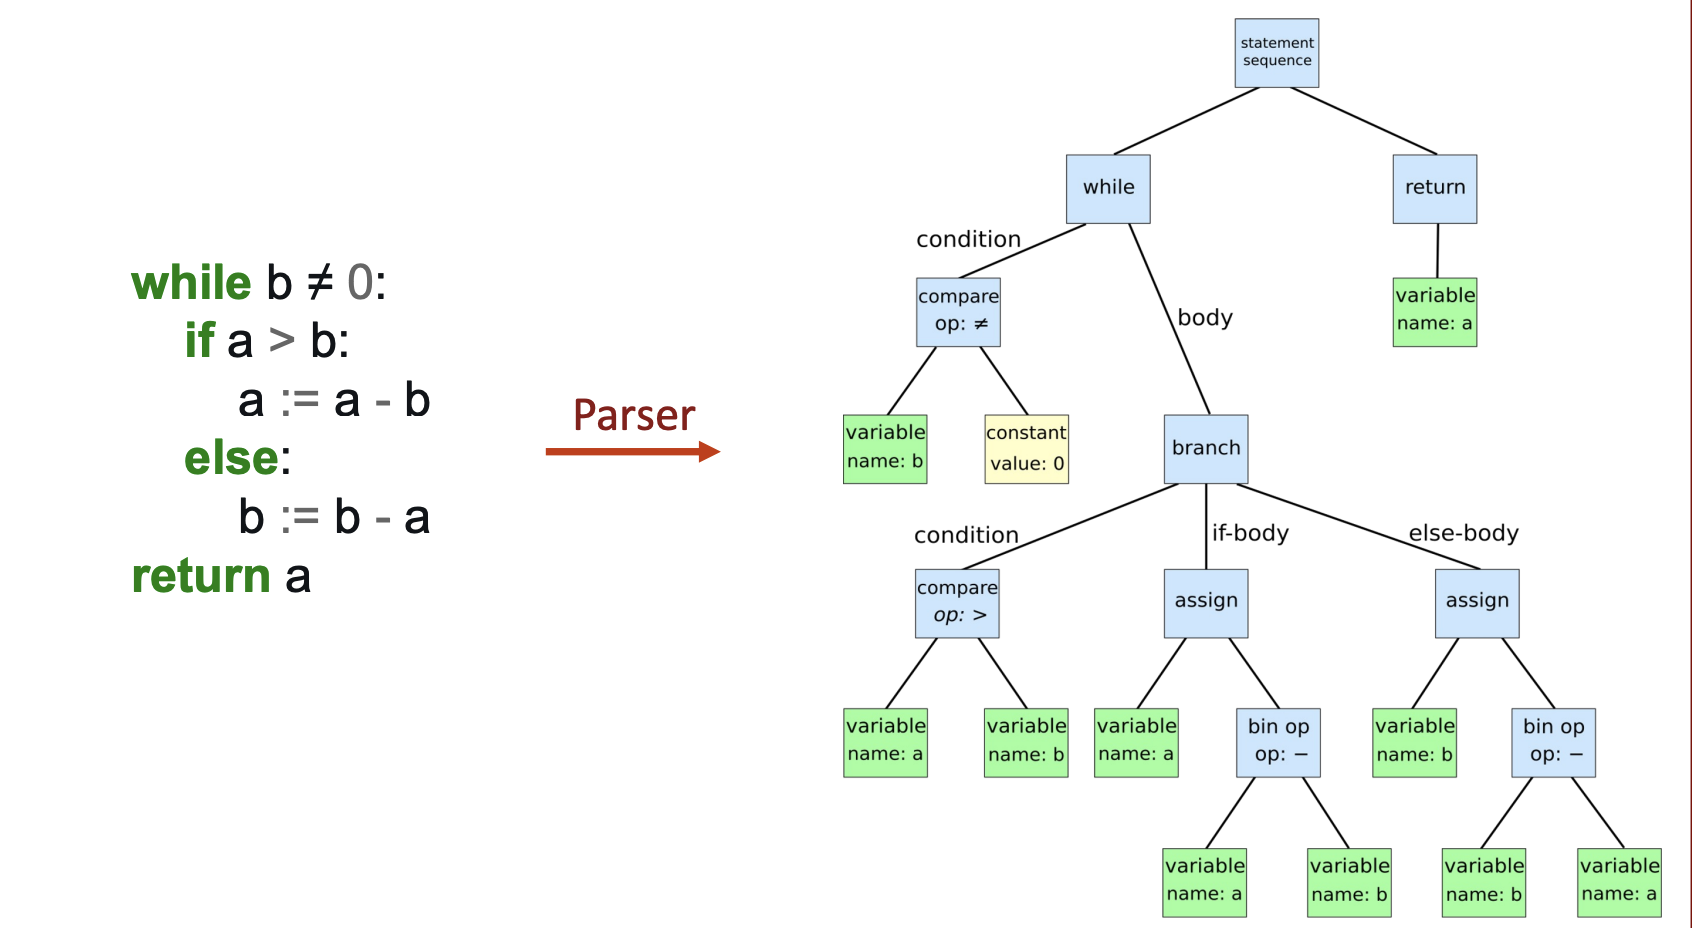 while b ≠ 0:
if a > b:
a := a - b
else:
b := b - a
return a
Parser
statement
sequence
while
return
condition
compare
op: ≠
body
variable
name: a
variable
name: b
constant
value: 0
branch
condition
if-body
else-body
compare
op: >
assign
assign
variable
name: a
variable
name: b
variable
name: a
bin op
op: −
variable
name: b
bin op
op: −
variable
name: a
variable
name: b
variable
name: b
variable
name: a